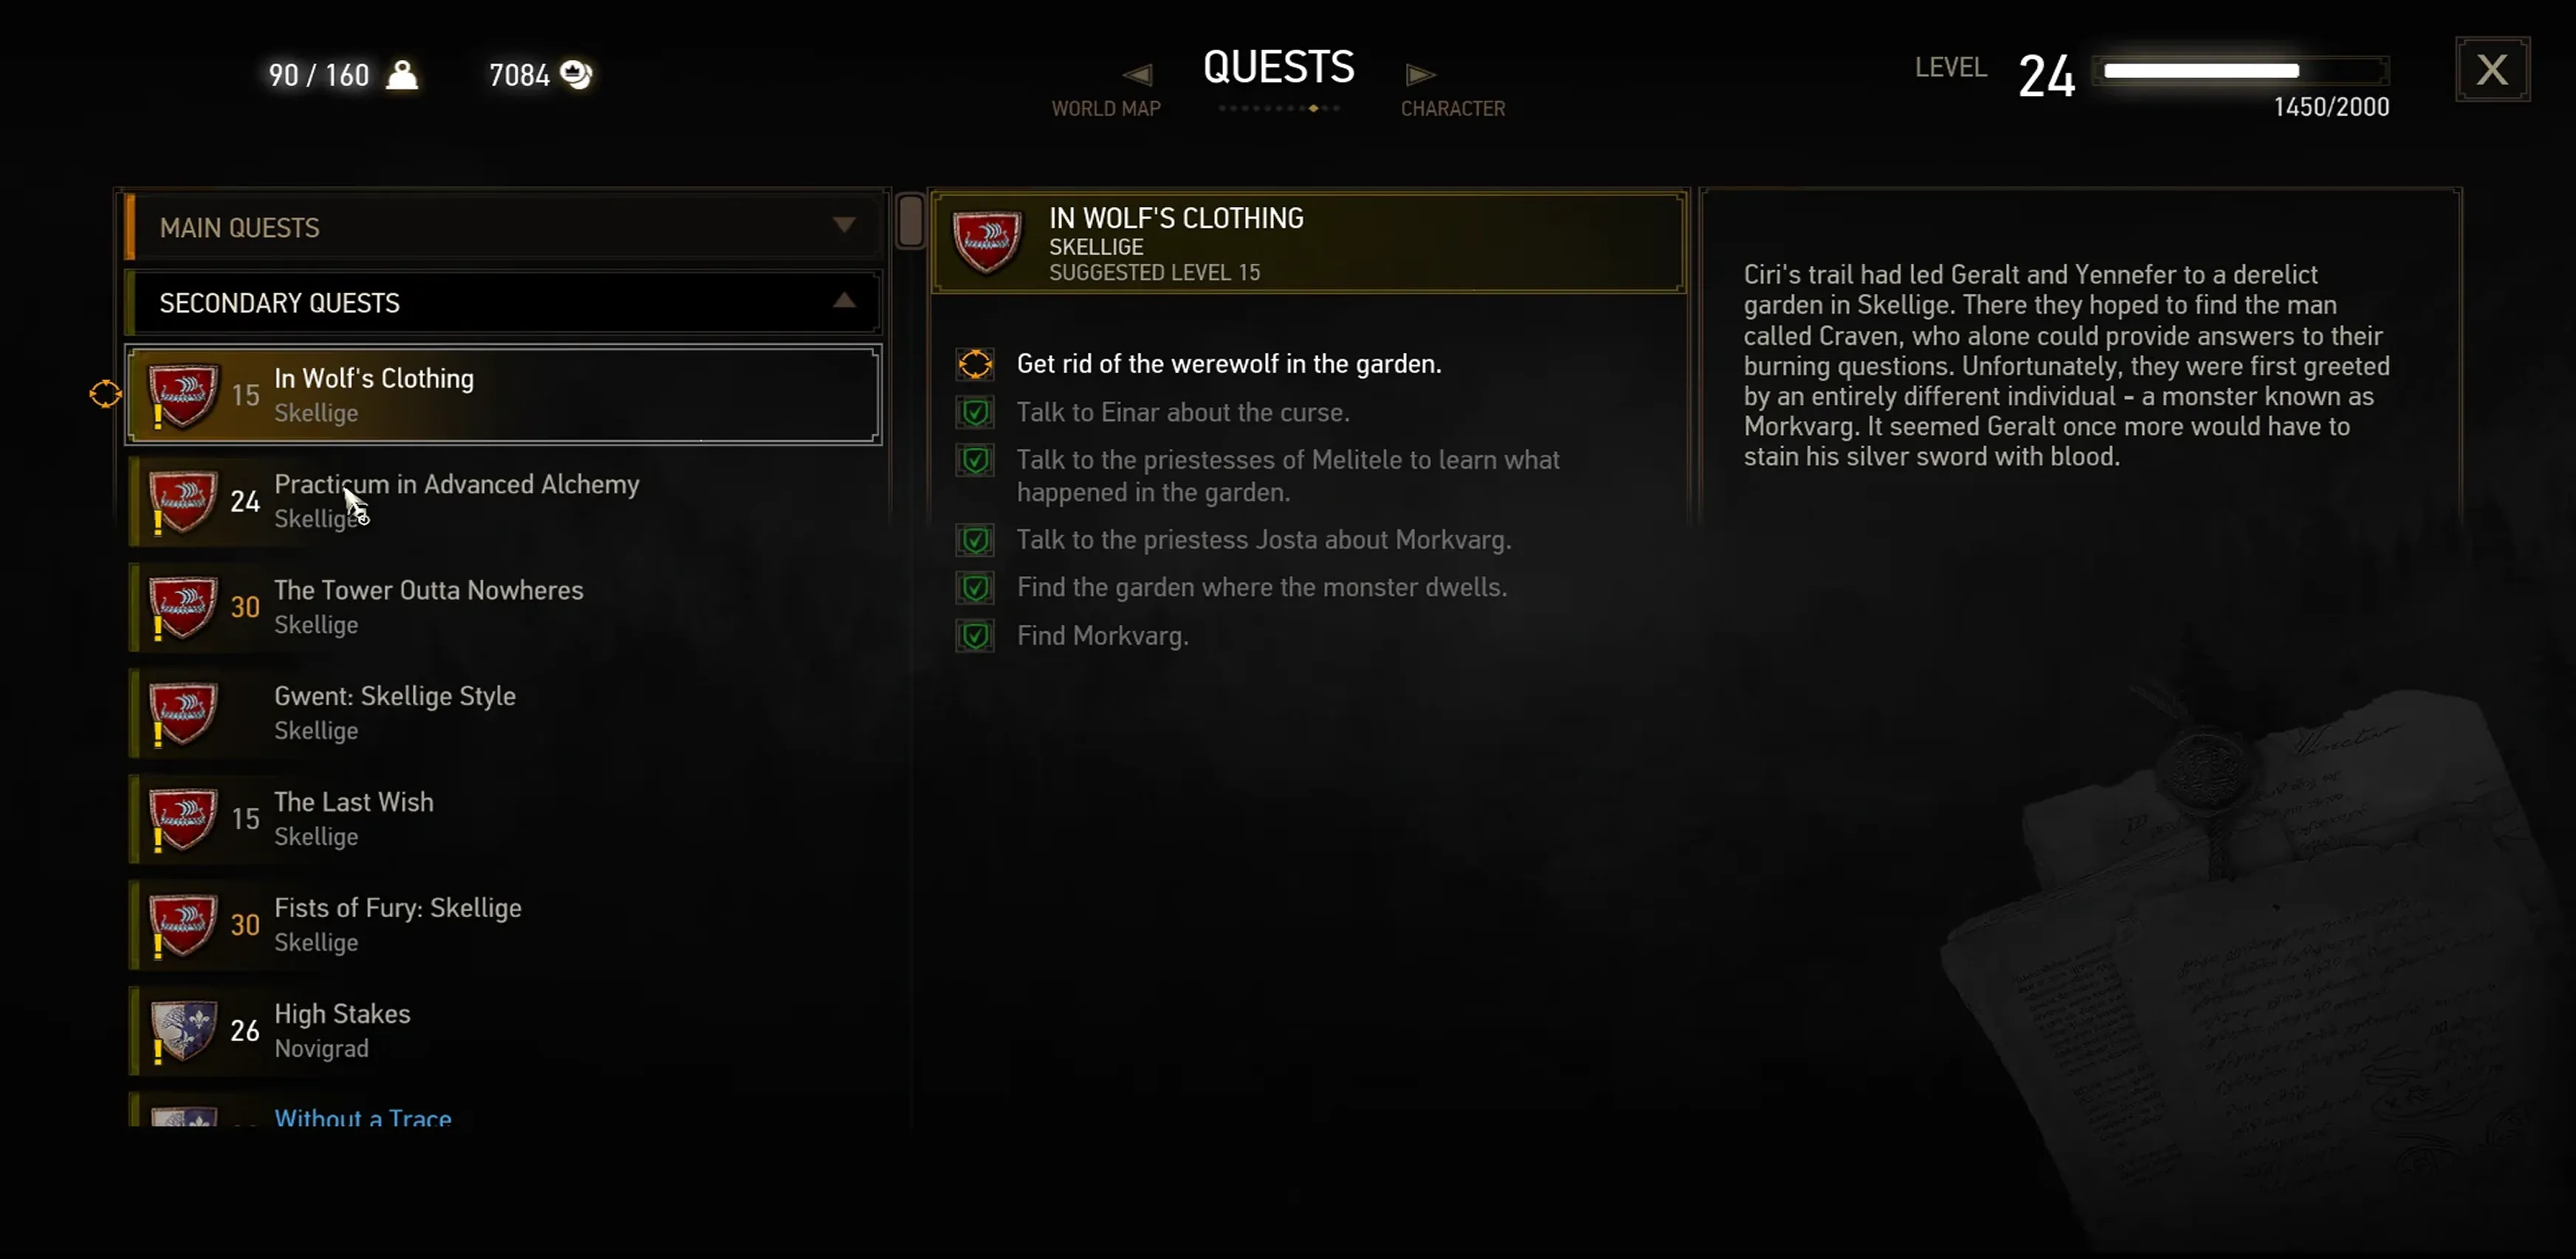 90 / 160
7084
QUESTS
WORLD MAP
CHARACTER
LEVEL 24
1450/2000
X
MAIN QUESTS
SECONDARY QUESTS
15 In Wolf's Clothing
Skellige
24 Practicum in Advanced Alchemy
Skellige
30 The Tower Outta Nowheres
Skellige
Gwent: Skellige Style
Skellige
15 The Last Wish
Skellige
30 Fists of Fury: Skellige
Skellige
26 High Stakes
Novigrad
Without a Trace
IN WOLF'S CLOTHING
SKELLIGE
SUGGESTED LEVEL 15
Get rid of the werewolf in the garden.
Talk to Einar about the curse.
Talk to the priestesses of Melitele to learn what
happened in the garden.
Talk to the priestess Josta about Morkvarg.
Find the garden where the monster dwells.
Find Morkvarg.
Ciri's trail had led Geralt and Yennefer to a derelict
garden in Skellige. There they hoped to find the man
called Craven, who alone could provide answers to their
burning questions. Unfortunately, they were first greeted
by an entirely different individual - a monster known as
Morkvarg. It seemed Geralt once more would have to
stain his silver sword with blood.